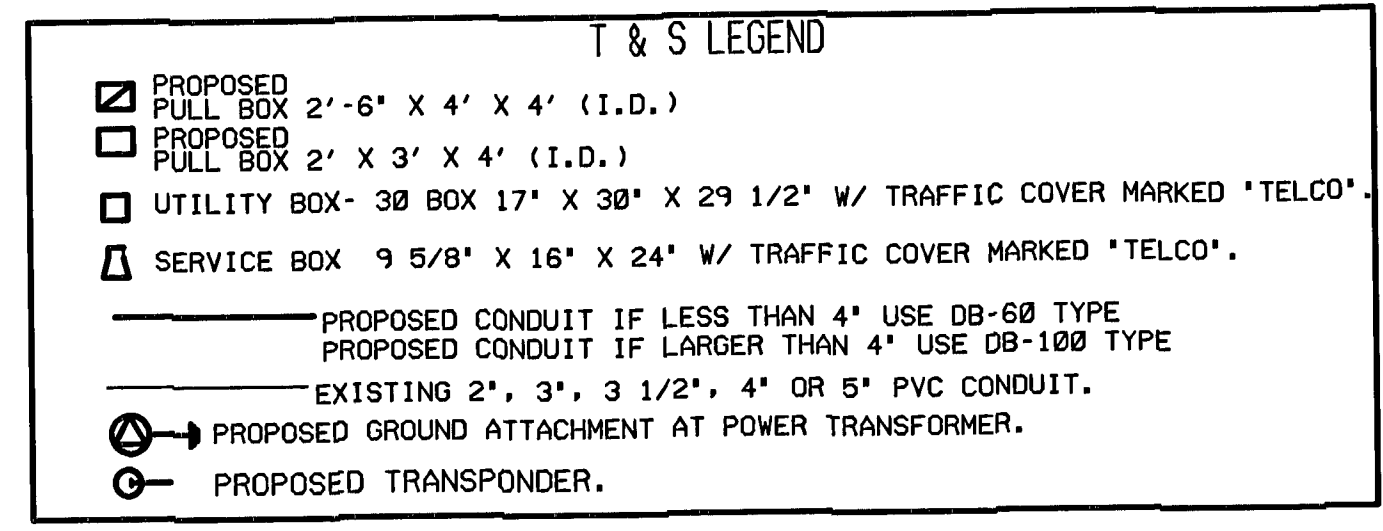 T & S LEGEND
PROPOSED
PULL BOX 2'-6" X 4' X 4' (I.D.)
PROPOSED
PULL BOX 2' X 3' X 4' (I.D.)
UTILITY BOX- 30 BOX 17" X 30" X 29 1/2" W/ TRAFFIC COVER MARKED "TELCO".
SERVICE BOX 9 5/8" X 16" X 24" W/ TRAFFIC COVER MARKED "TELCO".
PROPOSED CONDUIT IF LESS THAN 4" USE DB-60 TYPE
PROPOSED CONDUIT IF LARGER THAN 4" USE DB-100 TYPE
EXISTING 2", 3", 3 1/2", 4" OR 5" PVC CONDUIT.
PROPOSED GROUND ATTACHMENT AT POWER TRANSFORMER.
PROPOSED TRANSPONDER.